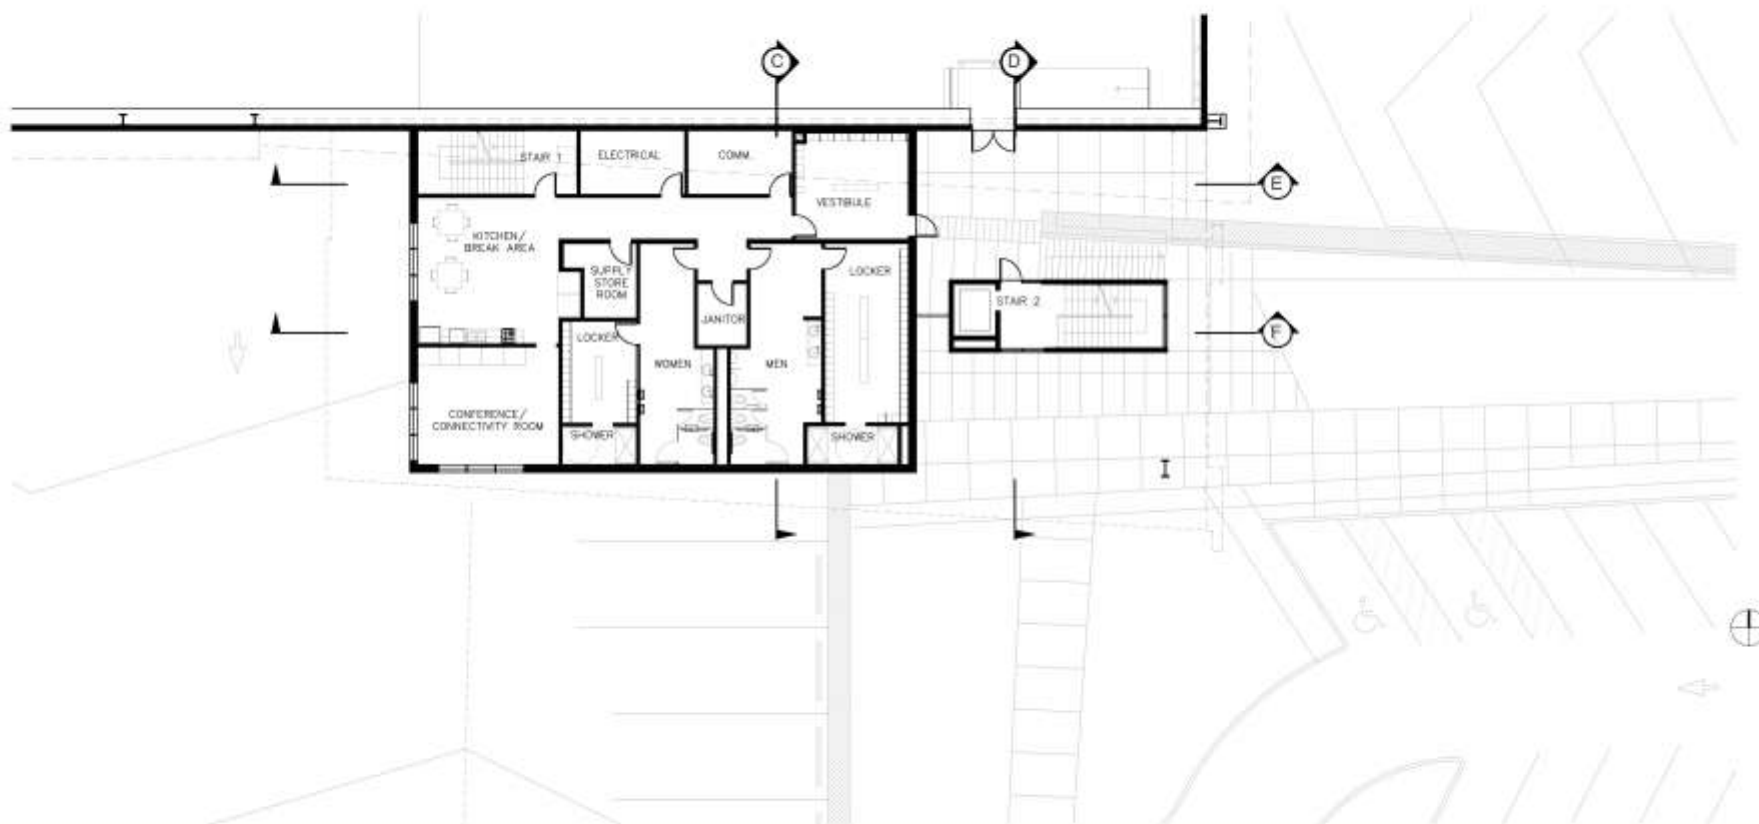 C
D
STAIR 1
ELECTRICAL
COMM.
E
VESTIBULE
KITCHEN/
BREAK AREA
SUPPLY
STORE
ROOM
LOCKER
STAIR 2
JANITOR
F
LOCKER
WOMEN
MEN
CONFERENCE/
CONNECTIVITY ROOM
SHOWER
SHOWER